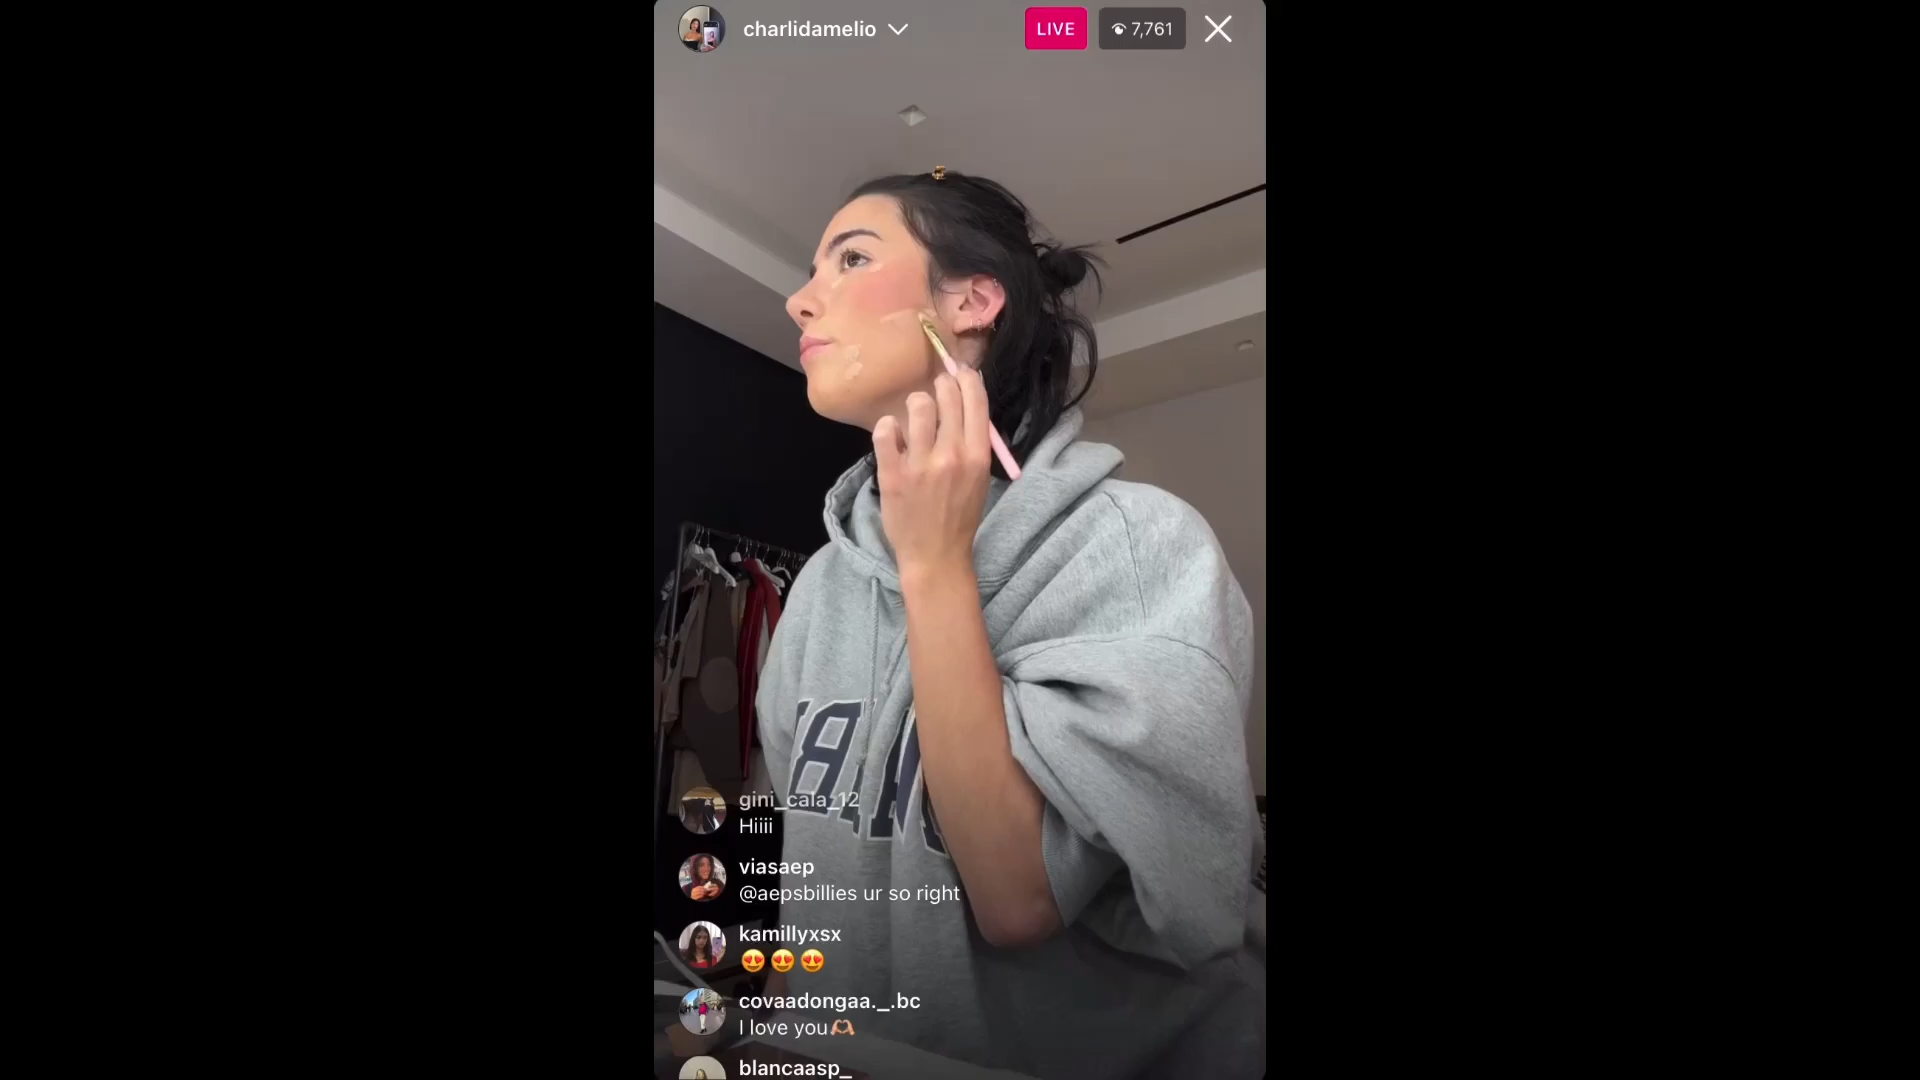 charlidamelio
LIVE
7,761
gini_cala_12
Hiiii
viasaep
@aepsbillies ur so right
kamillyxsx
😍😍😍
covaadongaa._.bc
I love you🫶🏼
blancaasp_